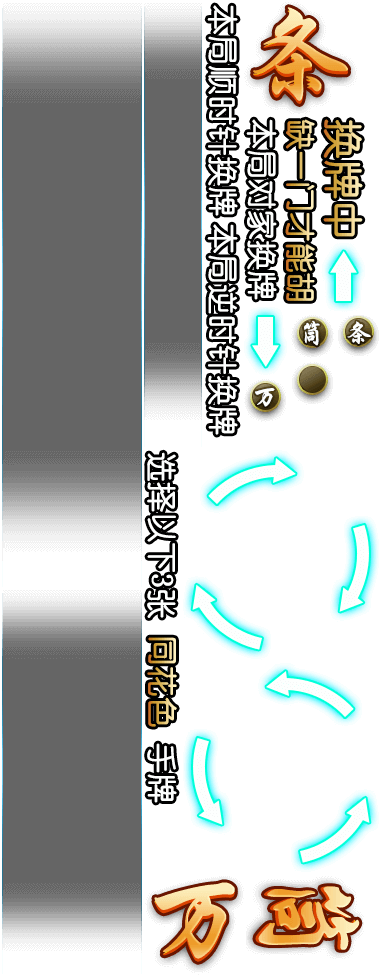 条
换牌中
缺一门才能胡
本局对家换牌
本局顺时针换牌 本局逆时针换牌
筒
条
万
选择以下3张 同花色 手牌
万
筒